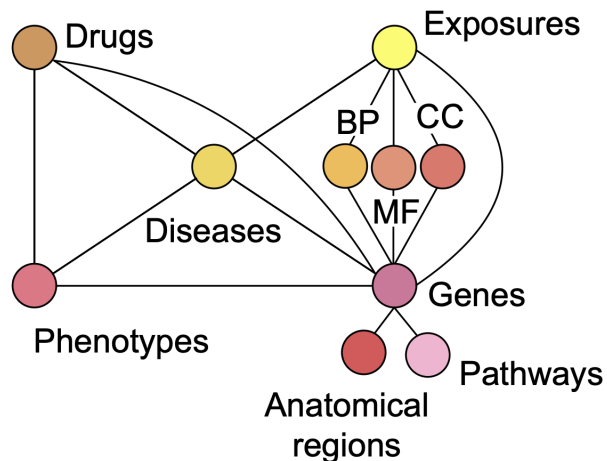 Drugs
Exposures
BP
CC
MF
Diseases
Genes
Phenotypes
Pathways
Anatomical
regions